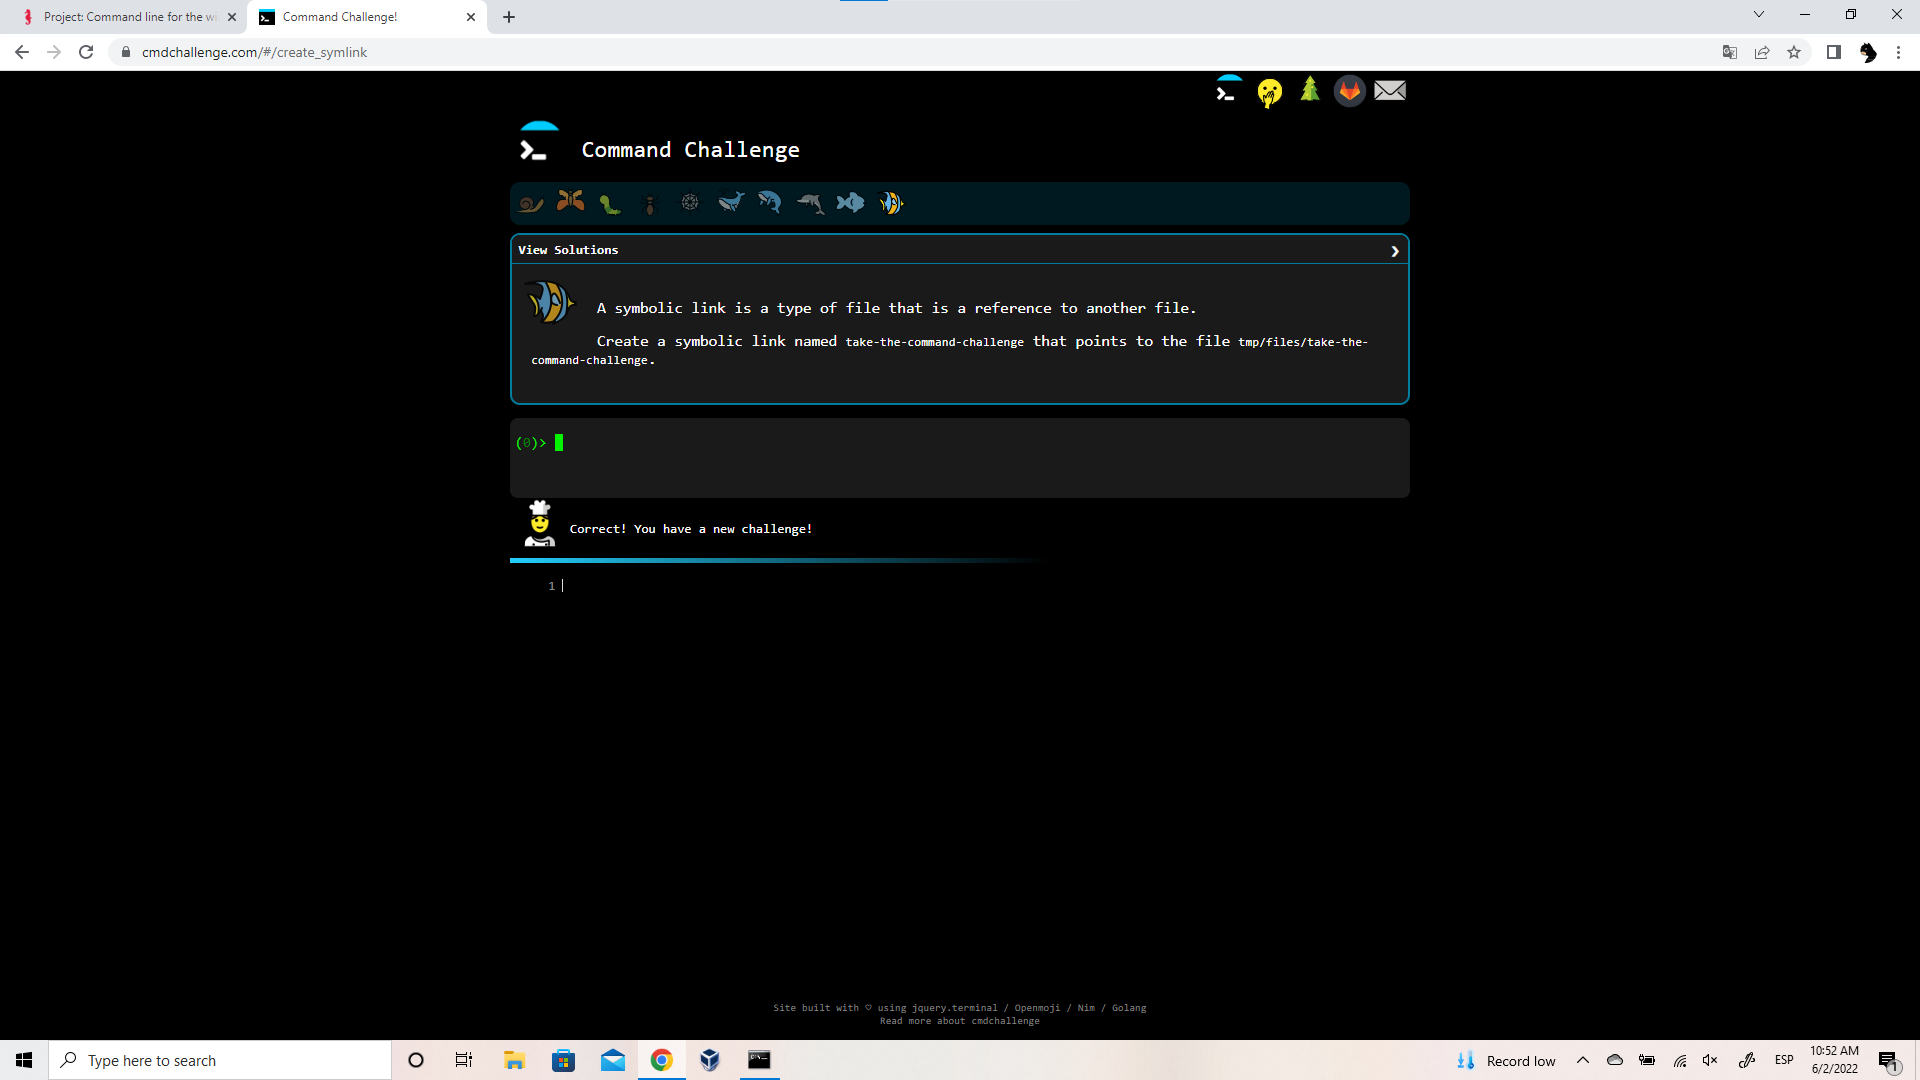 Project: Command line for the wi
Command Challenge!
cmdchallenge.com/#/create_symlink
Command Challenge
View Solutions
A symbolic link is a type of file that is a reference to another file.
Create a symbolic link named take-the-command-challenge that points to the file tmp/files/take-the-
command-challenge.
(0)>
Correct! You have a new challenge!
1
Site built with ♡ using jquery.terminal / Openmoji / Nim / Golang
Read more about cmdchallenge
Type here to search
Record low
ESP
10:52 AM
6/2/2022
1